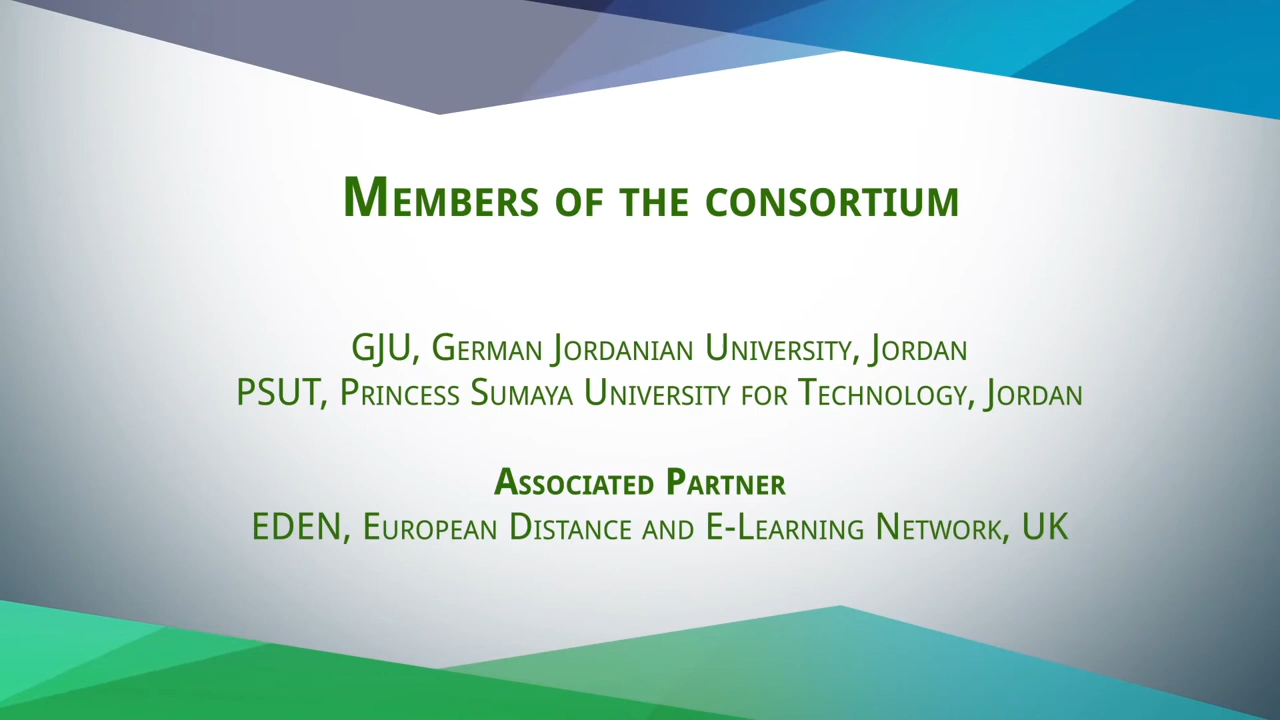 Members of the consortium
GJU, German Jordanian University, Jordan
PSUT, Princess Sumaya University for Technology, Jordan
Associated Partner
EDEN, European Distance and E-Learning Network, UK